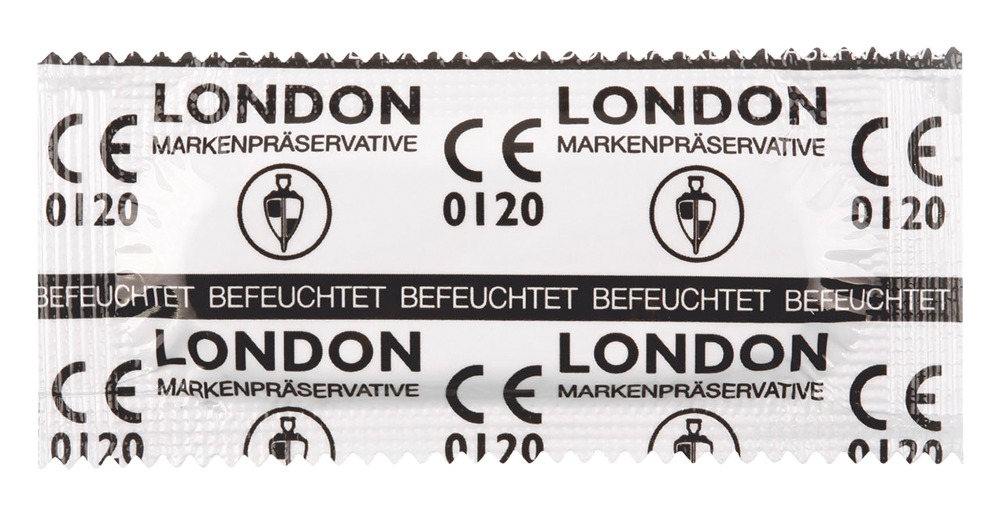 LONDON LONDON
MARKENPRÄSERVATIVE MARKENPRÄSERVATIVE
CE CE CE
0120 0120 0120
BEFEUCHTET BEFEUCHTET BEFEUCHTET BEFEUCHTET BEFEUCHTET
LONDON LONDON
MARKENPRÄSERVATIVE MARKENPRÄSERVATIVE
CE CE CE
0120 0120 0120